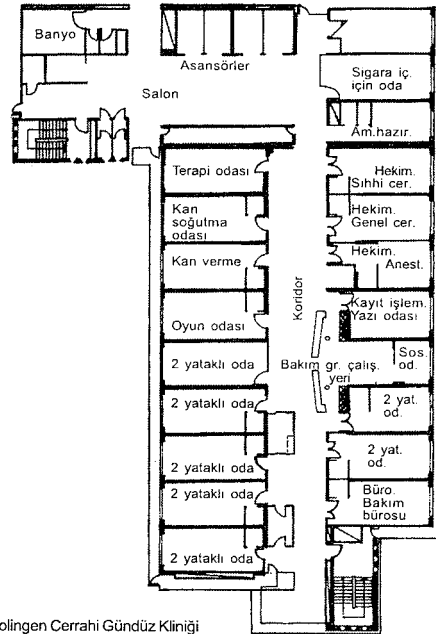 Banyo
Asansörler
Salon
Sigara iç.
için oda
Am.hazır.
Terapi odası
Hekim.
Sıhhi cer.
Kan
soğutma
odası
Hekim.
Genel cer.
Kan verme
Hekim.
Anest.
Koridor
Oyun odası
Kayıt işlem.
Yazı odası
2 yataklı oda
Bakım gr. çalış.
yeri
Sos.
od.
2 yataklı oda
2 yat.
od.
2 yataklı oda
2 yat.
od.
2 yataklı oda
Büro.
Bakım
bürosu
2 yataklı oda
olingen Cerrahi Gündüz Kliniği